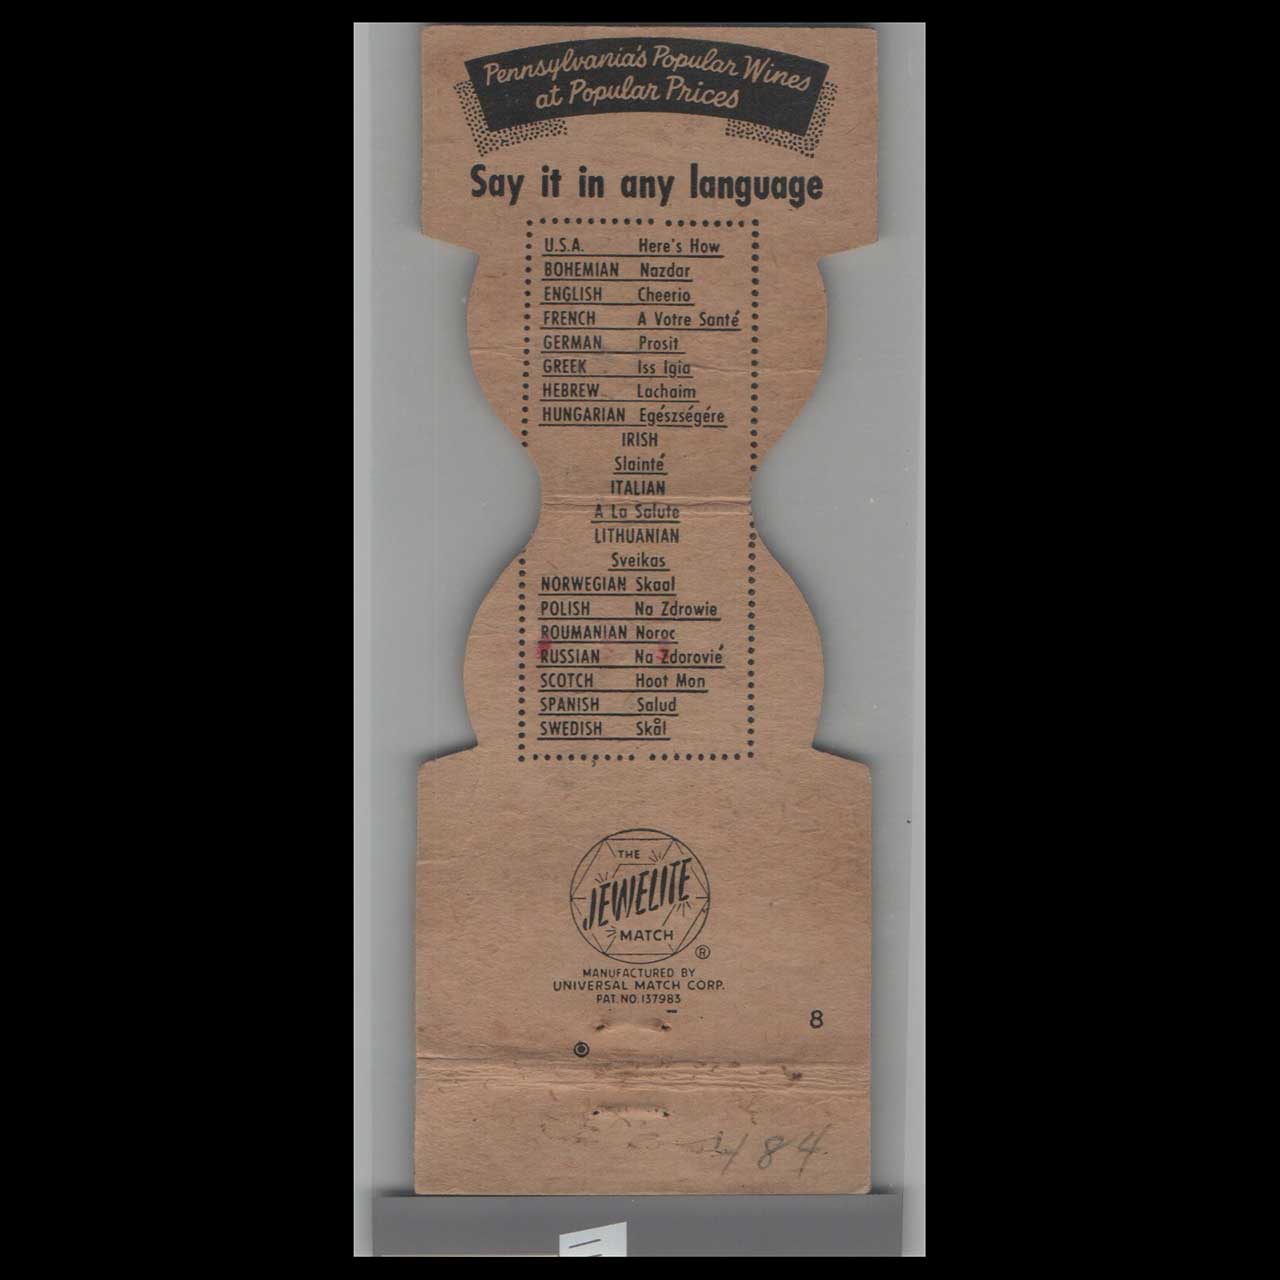 Pennsylvania's Popular Wines
at Popular Prices
Say it in any language
U.S.A. Here's How
BOHEMIAN Nazdar
ENGLISH Cheerio
FRENCH A Votre Santé
GERMAN Prosit
GREEK Iss Igia
HEBREW Lachaim
HUNGARIAN Egészségére
IRISH
Slainté
ITALIAN
A La Salute
LITHUANIAN
Sveikas
NORWEGIAN Skaal
POLISH Na Zdrowie
ROUMANIAN Noroc
RUSSIAN Na Zdorovié
SCOTCH Hoot Mon
SPANISH Salud
SWEDISH Skål
THE
JEWELITE
MATCH
®
MANUFACTURED BY
UNIVERSAL MATCH CORP.
PAT. NO. 137983
8
184